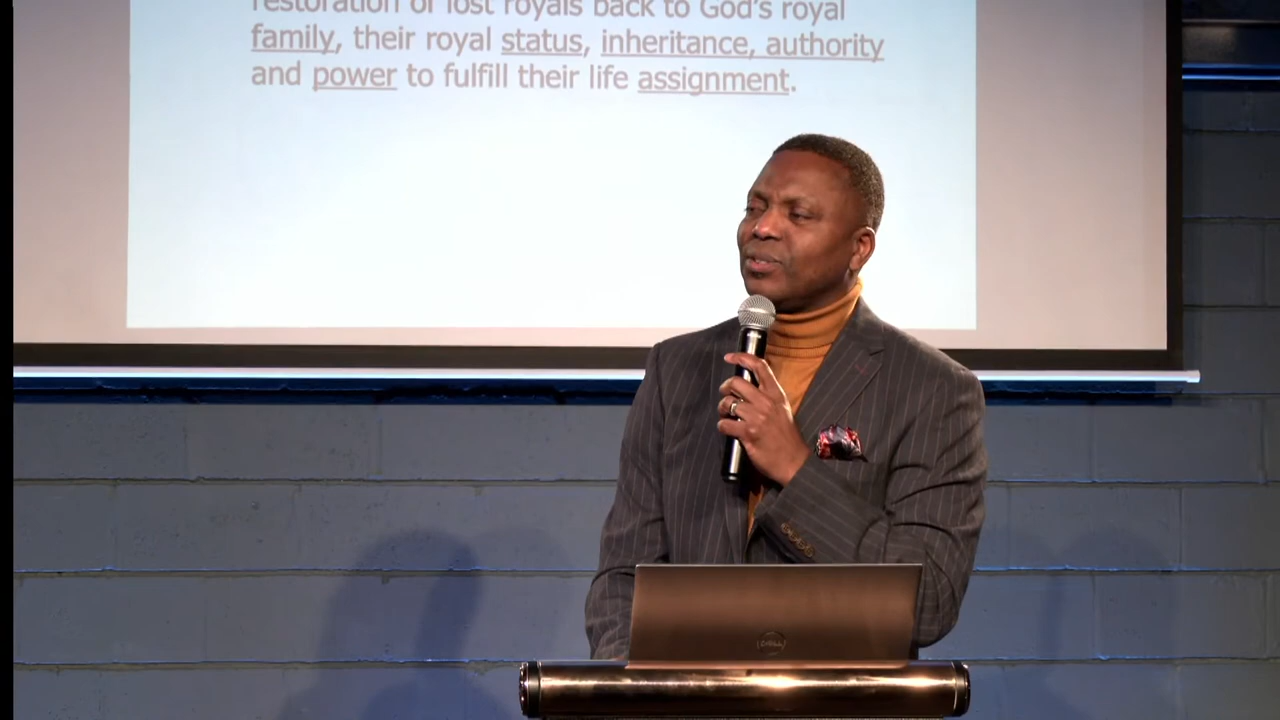 restoration of lost royals back to God's royal
family, their royal status, inheritance, authority
and power to fulfill their life assignment.
DELL